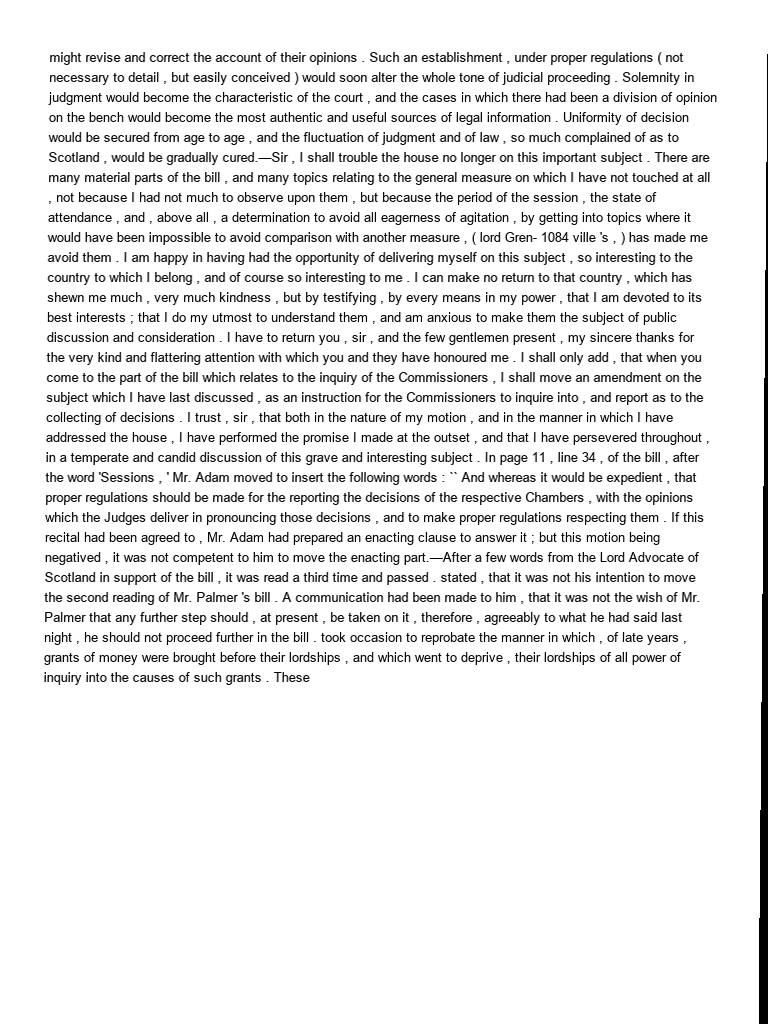 might revise and correct the account of their opinions . Such an establishment , under proper regulations ( not
necessary to detail , but easily conceived ) would soon alter the whole tone of judicial proceeding . Solemnity in
judgment would become the characteristic of the court , and the cases in which there had been a division of opinion
on the bench would become the most authentic and useful sources of legal information . Uniformity of decision
would be secured from age to age , and the fluctuation of judgment and of law , so much complained of as to
Scotland , would be gradually cured.—Sir , I shall trouble the house no longer on this important subject . There are
many material parts of the bill , and many topics relating to the general measure on which I have not touched at all
, not because I had not much to observe upon them , but because the period of the session , the state of
attendance , and , above all , a determination to avoid all eagerness of agitation , by getting into topics where it
would have been impossible to avoid comparison with another measure , ( lord Gren- 1084 ville 's , ) has made me
avoid them . I am happy in having had the opportunity of delivering myself on this subject , so interesting to the
country to which I belong , and of course so interesting to me . I can make no return to that country , which has
shewn me much , very much kindness , but by testifying , by every means in my power , that I am devoted to its
best interests ; that I do my utmost to understand them , and am anxious to make them the subject of public
discussion and consideration . I have to return you , sir , and the few gentlemen present , my sincere thanks for
the very kind and flattering attention with which you and they have honoured me . I shall only add , that when you
come to the part of the bill which relates to the inquiry of the Commissioners , I shall move an amendment on the
subject which I have last discussed , as an instruction for the Commissioners to inquire into , and report as to the
collecting of decisions . I trust , sir , that both in the nature of my motion , and in the manner in which I have
addressed the house , I have performed the promise I made at the outset , and that I have persevered throughout ,
in a temperate and candid discussion of this grave and interesting subject . In page 11 , line 34 , of the bill , after
the word 'Sessions , ' Mr. Adam moved to insert the following words : `` And whereas it would be expedient , that
proper regulations should be made for the reporting the decisions of the respective Chambers , with the opinions
which the Judges deliver in pronouncing those decisions , and to make proper regulations respecting them . If this
recital had been agreed to , Mr. Adam had prepared an enacting clause to answer it ; but this motion being
negatived , it was not competent to him to move the enacting part.—After a few words from the Lord Advocate of
Scotland in support of the bill , it was read a third time and passed . stated , that it was not his intention to move
the second reading of Mr. Palmer 's bill . A communication had been made to him , that it was not the wish of Mr.
Palmer that any further step should , at present , be taken on it , therefore , agreeably to what he had said last
night , he should not proceed further in the bill . took occasion to reprobate the manner in which , of late years ,
grants of money were brought before their lordships , and which went to deprive , their lordships of all power of
inquiry into the causes of such grants . These